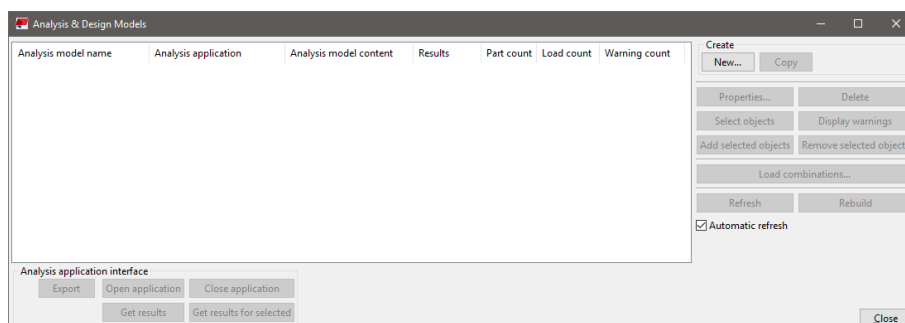 Analysis & Design Models
Analysis model name Analysis application Analysis model content Results Part count Load count Warning count
Create
New... Copy
Properties... Delete
Select objects Display warnings
Add selected objects Remove selected object
Load combinations...
Refresh Rebuild
Automatic refresh
Analysis application interface
Export Open application Close application
Get results Get results for selected
Close